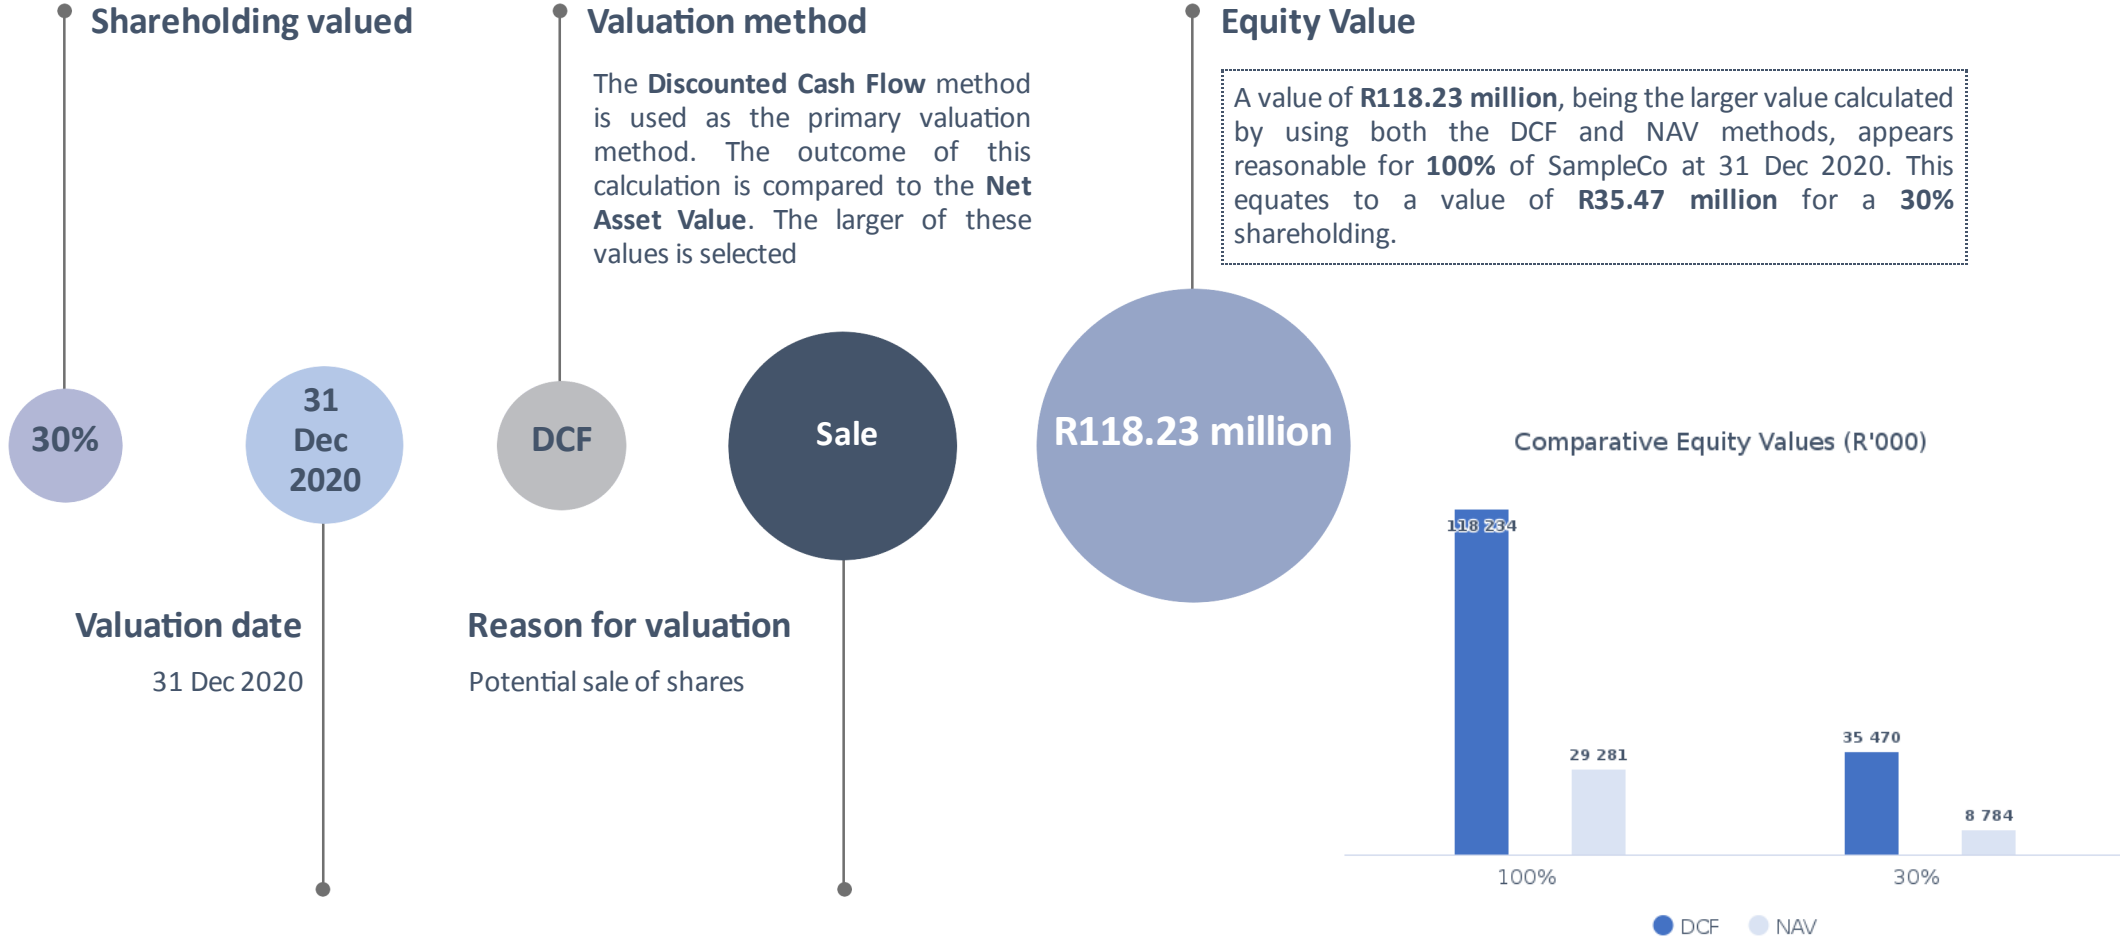 Shareholding valued
30%
31
Dec
2020
Valuation date
31 Dec 2020
Valuation method
The Discounted Cash Flow method
is used as the primary valuation
method. The outcome of this
calculation is compared to the Net
Asset Value. The larger of these
values is selected
DCF
Sale
Reason for valuation
Potential sale of shares
Equity Value
A value of R118.23 million, being the larger value calculated
by using both the DCF and NAV methods, appears
reasonable for 100% of SampleCo at 31 Dec 2020. This
equates to a value of R35.47 million for a 30%
shareholding.
R118.23 million
Comparative Equity Values (R'000)
118 234
29 281
35 470
8 784
100%
30%
DCF
NAV